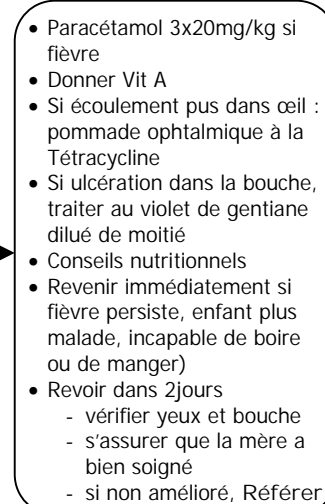 • Paracétamol 3x20mg/kg si
fièvre
• Donner Vit A
• Si écoulement pus dans œil :
pommade ophtalmique à la
Tétracycline
• Si ulcération dans la bouche,
traiter au violet de gentiane
dilué de moitié
• Conseils nutritionnels
• Revenir immédiatement si
fièvre persiste, enfant plus
malade, incapable de boire
ou de manger)
• Revoir dans 2jours
- vérifier yeux et bouche
- s’assurer que la mère a
bien soigné
- si non amélioré, Référer